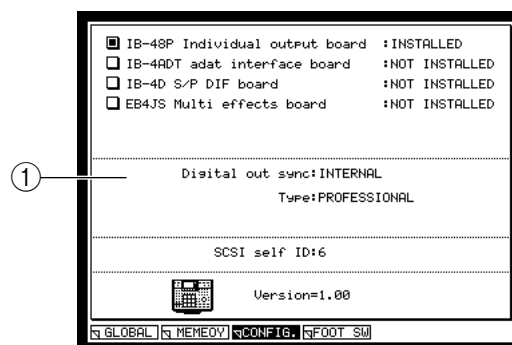 IB-48P Individual output board :INSTALLED
IB-4ADT adat interface board :NOT INSTALLED
IB-4D S/P DIF board :NOT INSTALLED
EB4JS Multi effects board :NOT INSTALLED
1
Digital out sync:INTERNAL
Type:PROFESSIONAL
SCSI self ID:6
Version=1.00
GLOBAL MEMEOY CONFIG. FOOT SW